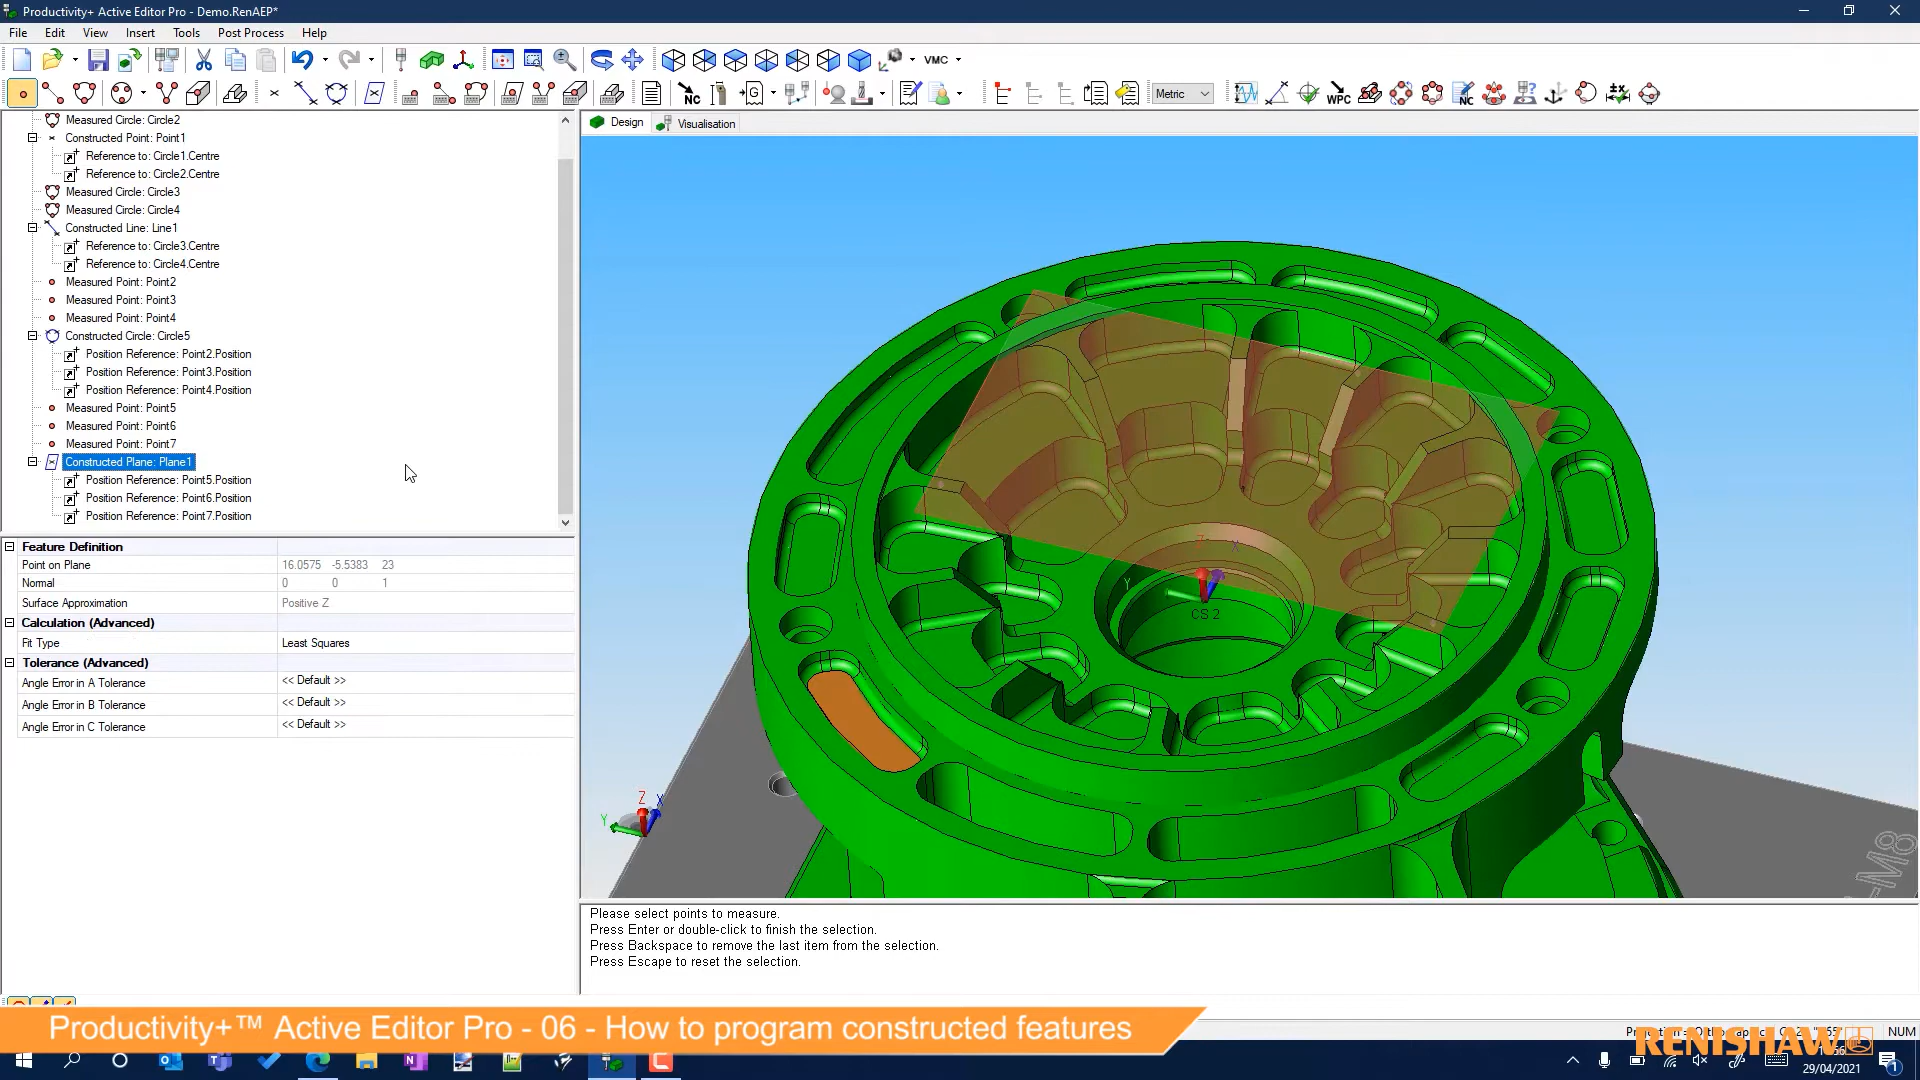 Productivity+ Active Editor Pro - Demo.RenAEP*
File Edit View Insert Tools Post Process Help
VMC
NC G Metric WPC NC
Measured Circle: Circle2
Constructed Point: Point1
Reference to: Circle1.Centre
Reference to: Circle2.Centre
Measured Circle: Circle3
Measured Circle: Circle4
Constructed Line: Line1
Reference to: Circle3.Centre
Reference to: Circle4.Centre
Measured Point: Point2
Measured Point: Point3
Measured Point: Point4
Constructed Circle: Circle5
Position Reference: Point2.Position
Position Reference: Point3.Position
Position Reference: Point4.Position
Measured Point: Point5
Measured Point: Point6
Measured Point: Point7
Constructed Plane: Plane1
Position Reference: Point5.Position
Position Reference: Point6.Position
Position Reference: Point7.Position
Feature Definition
Point on Plane 16.0575 -5.5383 23
Normal 0 0 1
Surface Approximation Positive Z
Calculation (Advanced)
Fit Type Least Squares
Tolerance (Advanced)
Angle Error in A Tolerance << Default >>
Angle Error in B Tolerance << Default >>
Angle Error in C Tolerance << Default >>
Design Visualisation
Z X
Y
CS 2
Z X
Y
-M8
Please select points to measure.
Press Enter or double-click to finish the selection.
Press Backspace to remove the last item from the selection.
Press Escape to reset the selection.
Productivity+™ Active Editor Pro - 06 - How to program constructed features
NUM
RENISHAW
29/04/2021
1